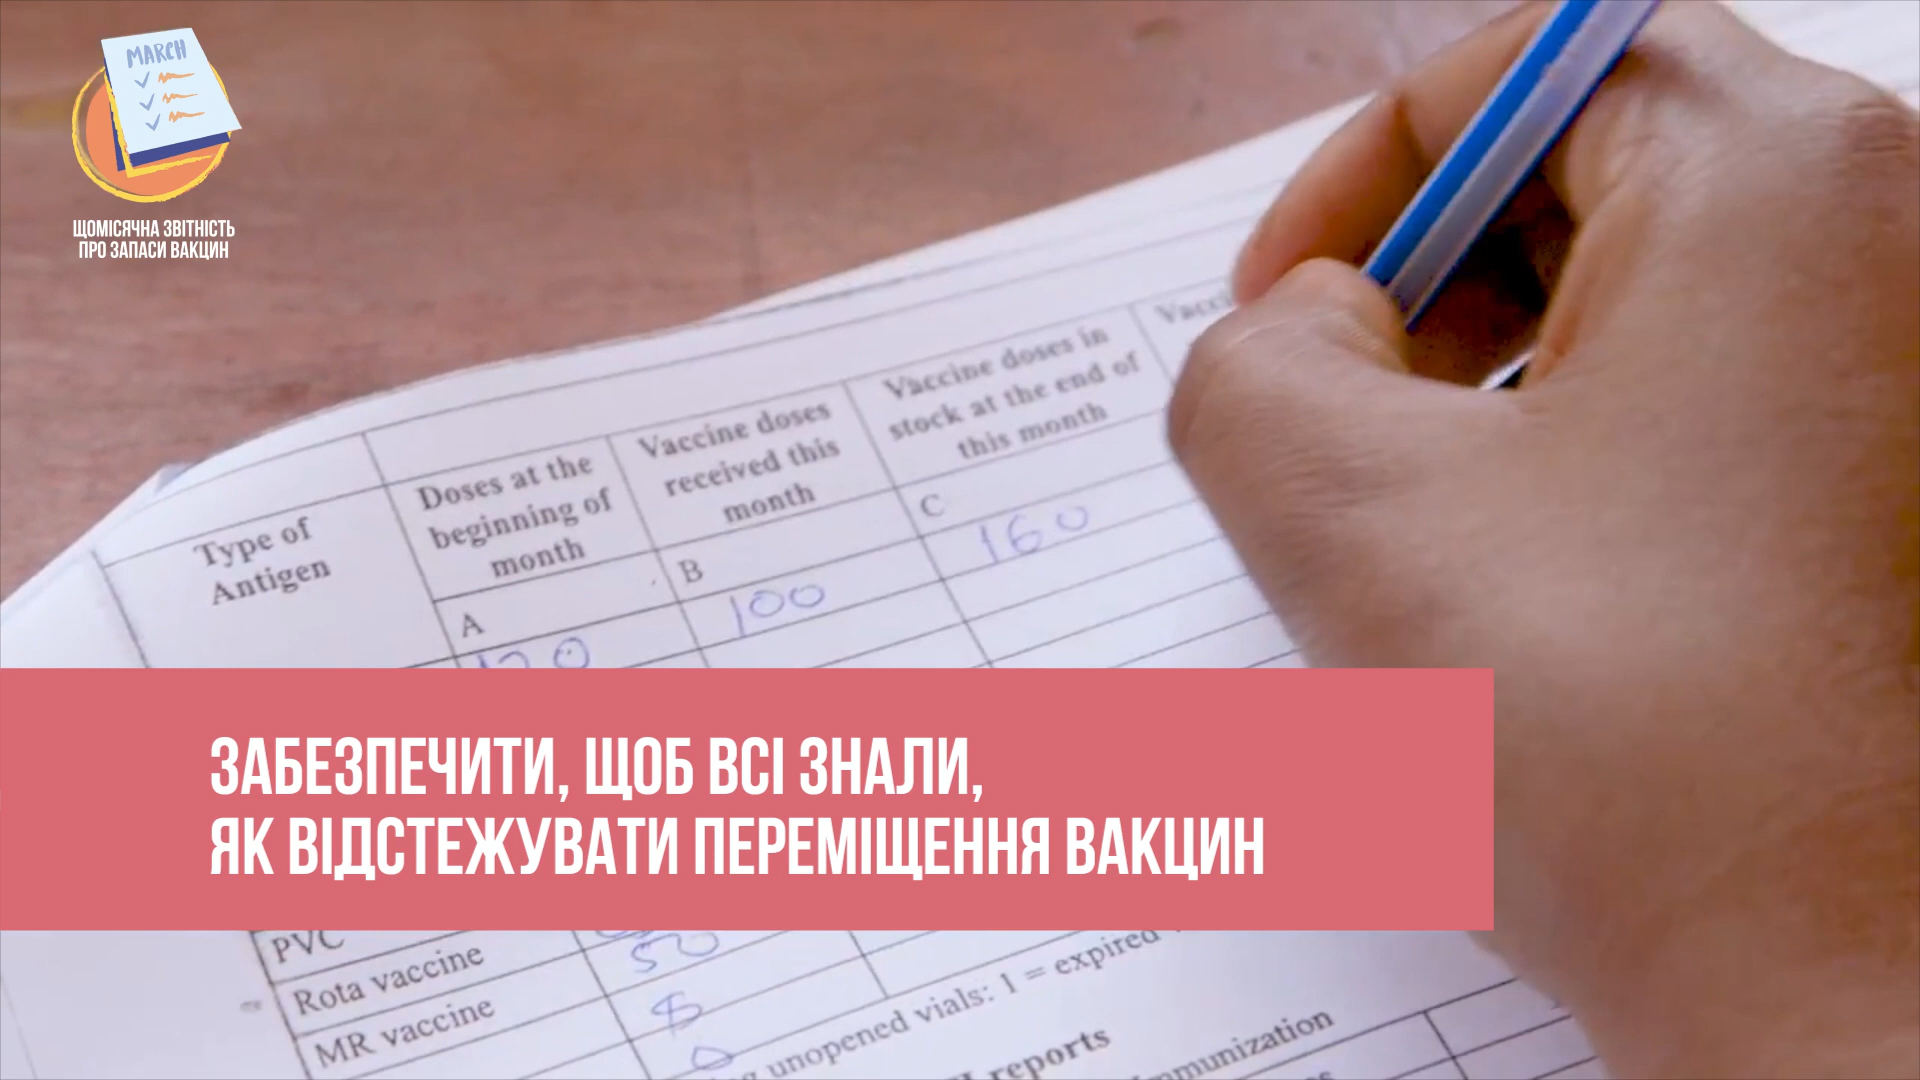 MARCH
ЩОМІСЯЧНА ЗВІТНІСТЬ
ПРО ЗАПАСИ ВАКЦИН
Type of
Antigen
Doses at the
beginning of
month
A
Vaccine doses
received this
month
B
100
Vaccine doses in
stock at the end of
this month
C
160
ЗАБЕЗПЕЧИТИ, ЩОБ ВСІ ЗНАЛИ,
ЯК ВІДСТЕЖУВАТИ ПЕРЕМІЩЕННЯ ВАКЦИН
PVC
Rota vaccine
50
MR vaccine
0
unopened vials: 1 = expired
reports